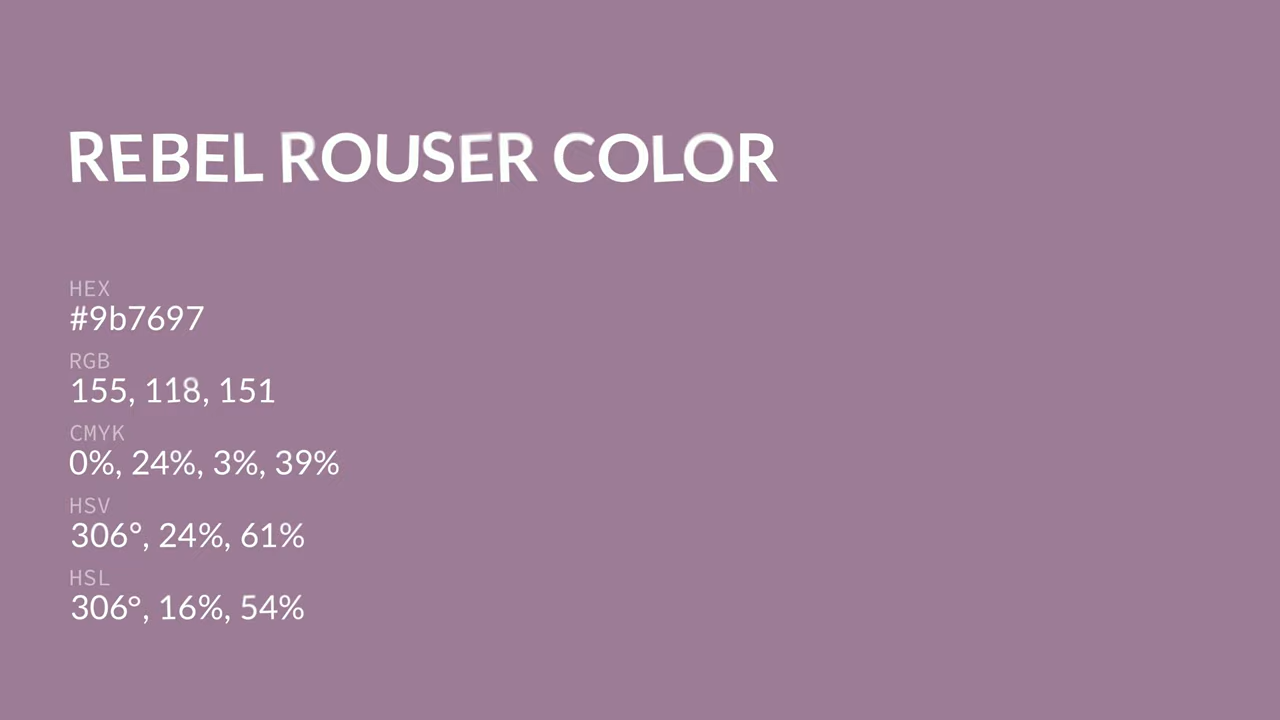 REBEL ROUSER COLOR
HEX
#9b7697
RGB
155, 118, 151
CMYK
0%, 24%, 3%, 39%
HSV
306°, 24%, 61%
HSL
306°, 16%, 54%